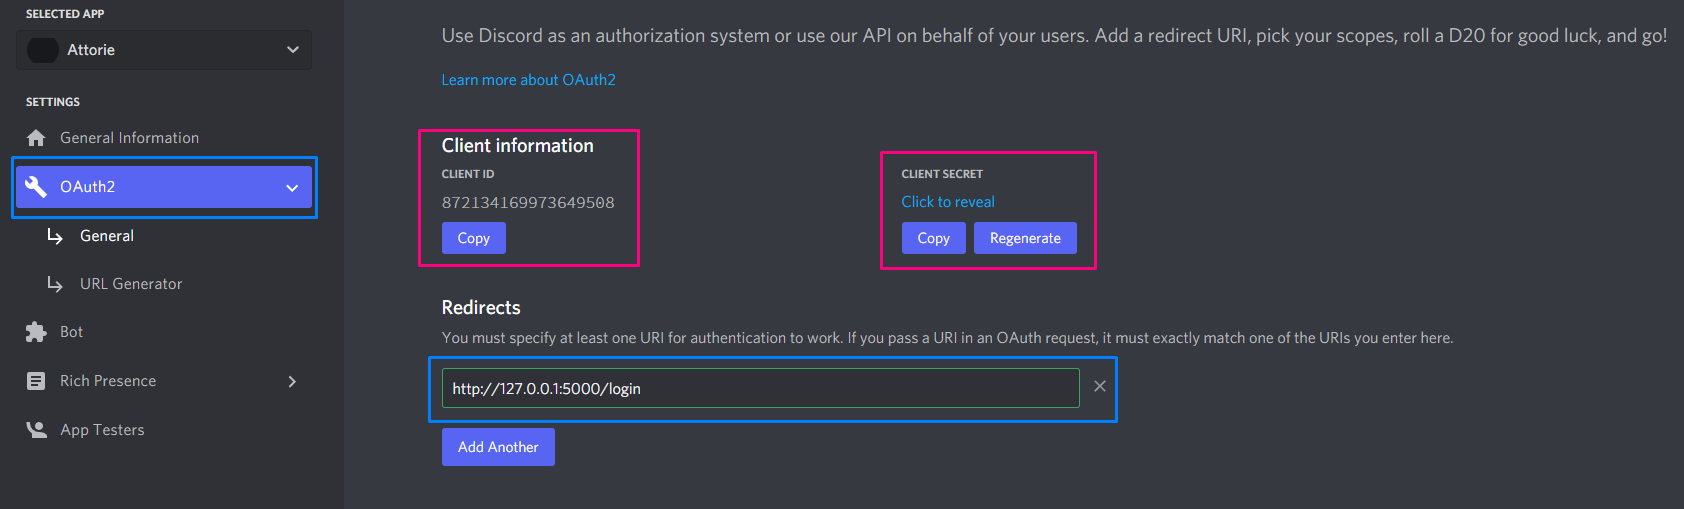 SELECTED APP
Attorie
SETTINGS
General Information
OAuth2
General
URL Generator
Bot
Rich Presence
App Testers
Use Discord as an authorization system or use our API on behalf of your users. Add a redirect URI, pick your scopes, roll a D20 for good luck, and go!
Learn more about OAuth2
Client information
CLIENT ID
872134169973649508
Copy
CLIENT SECRET
Click to reveal
Copy Regenerate
Redirects
You must specify at least one URI for authentication to work. If you pass a URI in an OAuth request, it must exactly match one of the URIs you enter here.
http://127.0.0.1:5000/login
Add Another